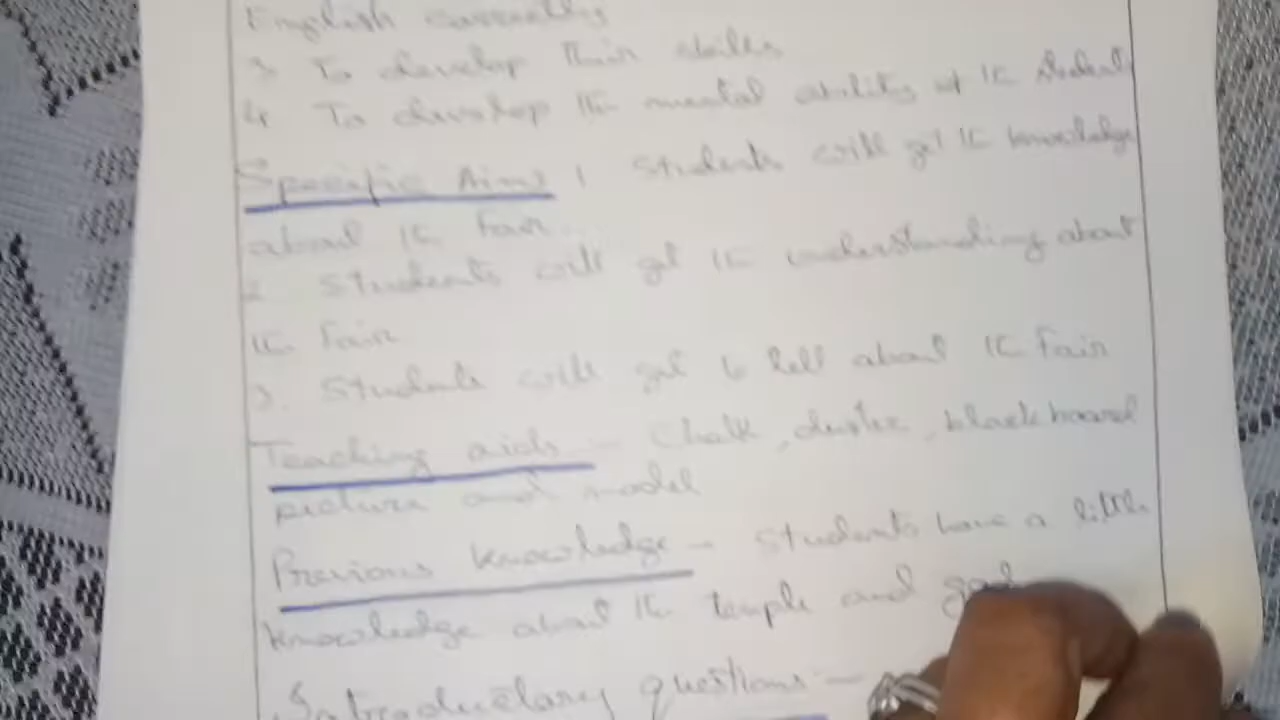 English correctly
3 To develop their skills
4 To develop the mental ability of the students
Specific Aims 1 Students will get the knowledge
about the Fair
2 Students will get the understanding about
the Fair
3. Students will get to tell about the Fair
Teaching aids - Chalk, duster, blackboard
picture and model
Previous knowledge - Students have a little
knowledge about the temple and god
Introductory questions -